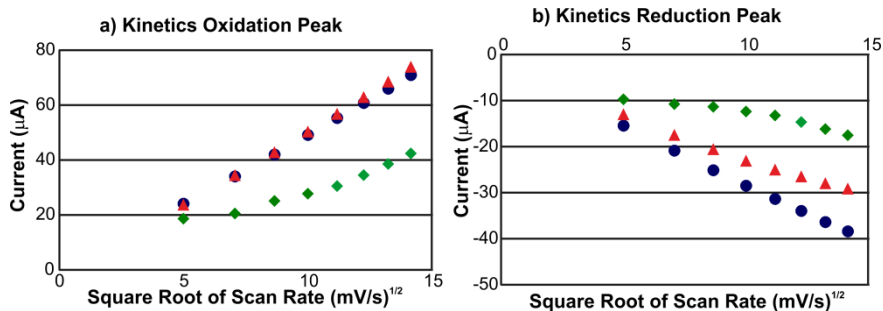 a) Kinetics Oxidation Peak
80
60
40
20
0
0 5 10 15
Current (μA)
Square Root of Scan Rate (mV/s)1/2
b) Kinetics Reduction Peak
0 5 10 15
0
-10
-20
-30
-40
-50
Current (μA)
Square Root of Scan Rate (mV/s)1/2